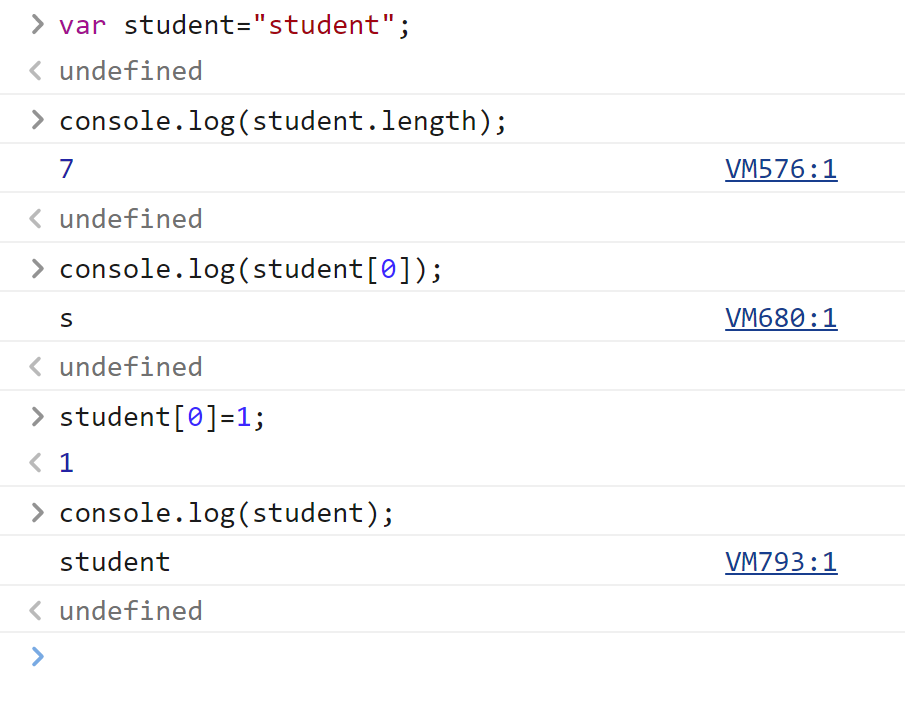 > var student="student";
< undefined
> console.log(student.length);
7 VM576:1
< undefined
> console.log(student[0]);
s VM680:1
< undefined
> student[0]=1;
< 1
> console.log(student);
student VM793:1
< undefined
>